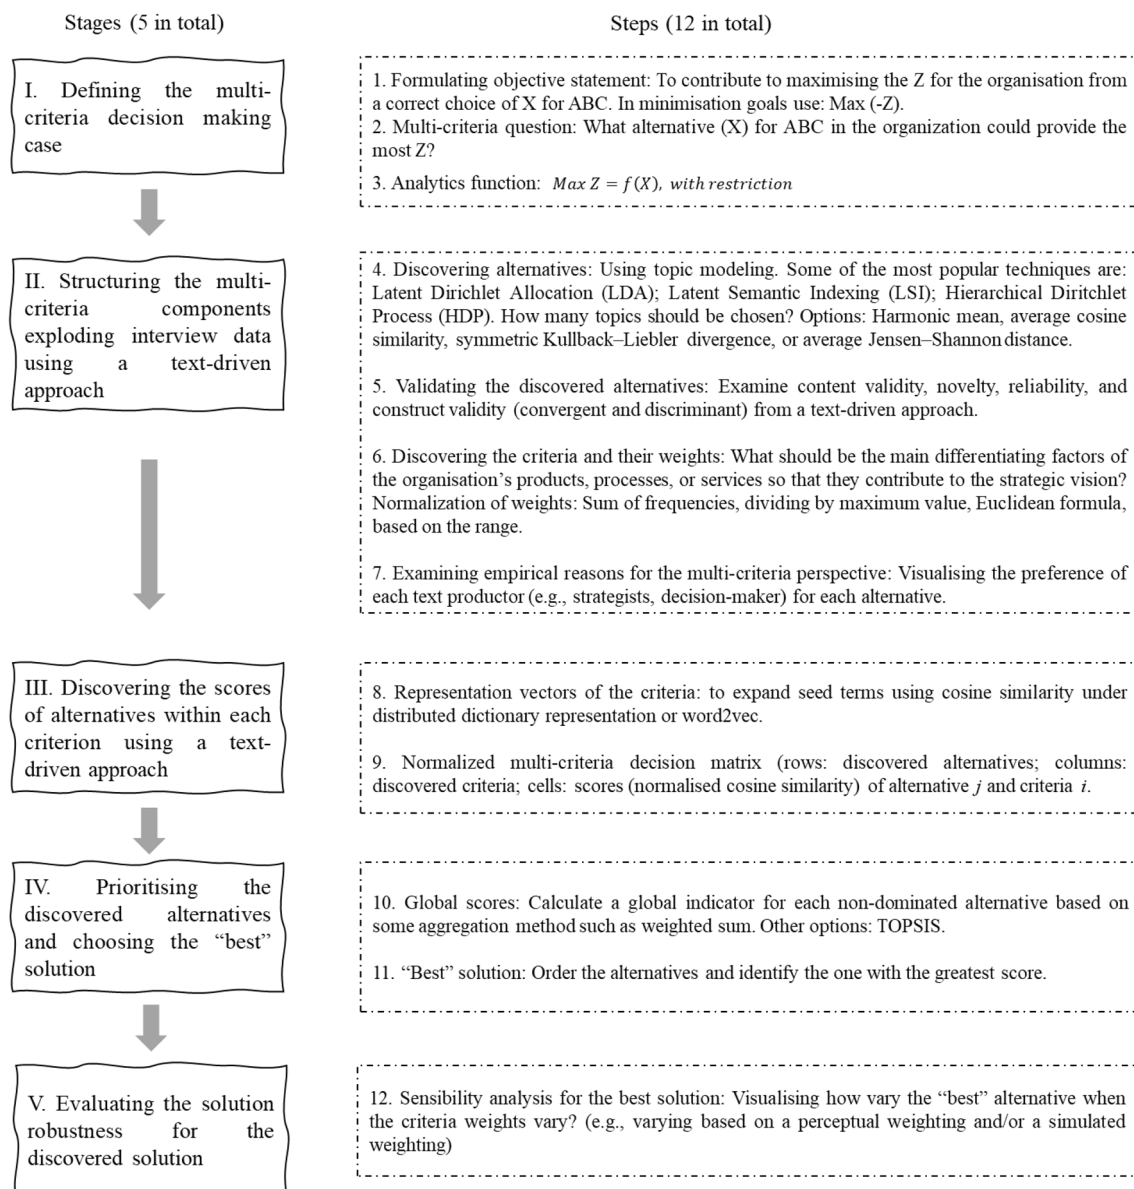 Stages (5 in total)
Steps (12 in total)
I. Defining the multi-
criteria decision making
case
1. Formulating objective statement: To contribute to maximising the Z for the organisation from
a correct choice of X for ABC. In minimisation goals use: Max (-Z).
2. Multi-criteria question: What alternative (X) for ABC in the organization could provide the
most Z?
3. Analytics function: Max Z = f(X), with restriction
II. Structuring the multi-
criteria components
exploding interview data
using a text-driven
approach
4. Discovering alternatives: Using topic modeling. Some of the most popular techniques are:
Latent Dirichlet Allocation (LDA); Latent Semantic Indexing (LSI); Hierarchical Diritchlet
Process (HDP). How many topics should be chosen? Options: Harmonic mean, average cosine
similarity, symmetric Kullback–Liebler divergence, or average Jensen–Shannon distance.
5. Validating the discovered alternatives: Examine content validity, novelty, reliability, and
construct validity (convergent and discriminant) from a text-driven approach.
6. Discovering the criteria and their weights: What should be the main differentiating factors of
the organisation's products, processes, or services so that they contribute to the strategic vision?
Normalization of weights: Sum of frequencies, dividing by maximum value, Euclidean formula,
based on the range.
7. Examining empirical reasons for the multi-criteria perspective: Visualising the preference of
each text productor (e.g., strategists, decision-maker) for each alternative.
III. Discovering the scores
of alternatives within each
criterion using a text-
driven approach
8. Representation vectors of the criteria: to expand seed terms using cosine similarity under
distributed dictionary representation or word2vec.
9. Normalized multi-criteria decision matrix (rows: discovered alternatives; columns:
discovered criteria; cells: scores (normalised cosine similarity) of alternative j and criteria i.
IV. Prioritising the
discovered alternatives
and choosing the “best”
solution
10. Global scores: Calculate a global indicator for each non-dominated alternative based on
some aggregation method such as weighted sum. Other options: TOPSIS.
11. “Best” solution: Order the alternatives and identify the one with the greatest score.
V. Evaluating the solution
robustness for the
discovered solution
12. Sensibility analysis for the best solution: Visualising how vary the “best” alternative when
the criteria weights vary? (e.g., varying based on a perceptual weighting and/or a simulated
weighting)